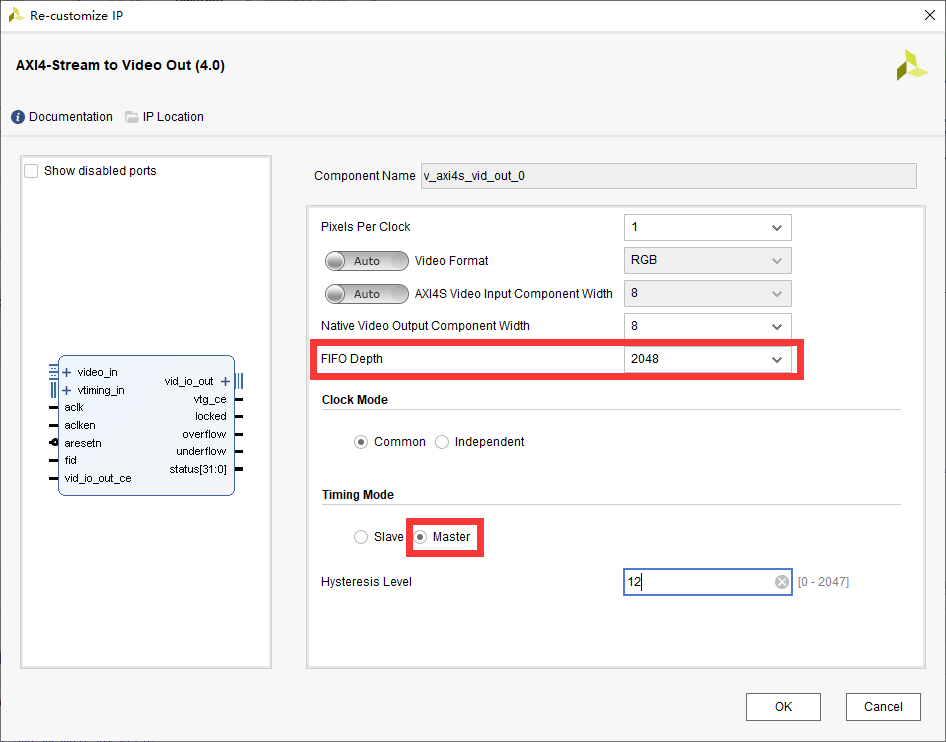 Re-customize IP
AXI4-Stream to Video Out (4.0)
i Documentation IP Location
Show disabled ports
Component Name v_axi4s_vid_out_0
Pixels Per Clock 1
Auto Video Format RGB
Auto AXI4S Video Input Component Width 8
Native Video Output Component Width 8
FIFO Depth 2048
Clock Mode
Common Independent
Timing Mode
Slave Master
Hysteresis Level 12 [0 - 2047]
video_in
vtiming_in
aclk
aclken
aresetn
fid
vid_io_out_ce
vid_io_out
vtg_ce
locked
overflow
underflow
status[31:0]
OK Cancel